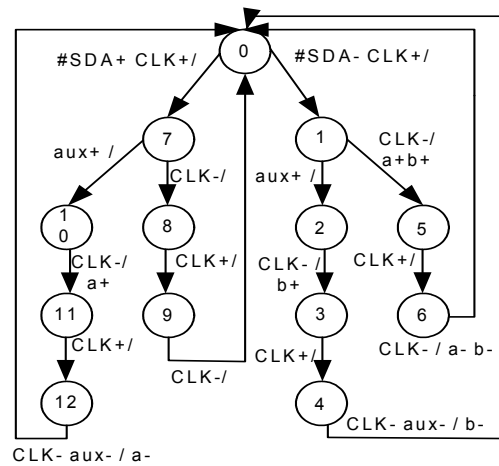 0
#SDA+ CLK+/
#SDA- CLK+/
7
1
aux+ /
CLK-/
aux+ /
CLK-/
a+b+
1
0
8
2
5
CLK-/
a+
CLK+/
CLK- /
b+
CLK+/
11
9
3
6
CLK+/
CLK-/
CLK+/
CLK- / a- b-
12
4
CLK- aux- / a-
CLK- aux- / b-